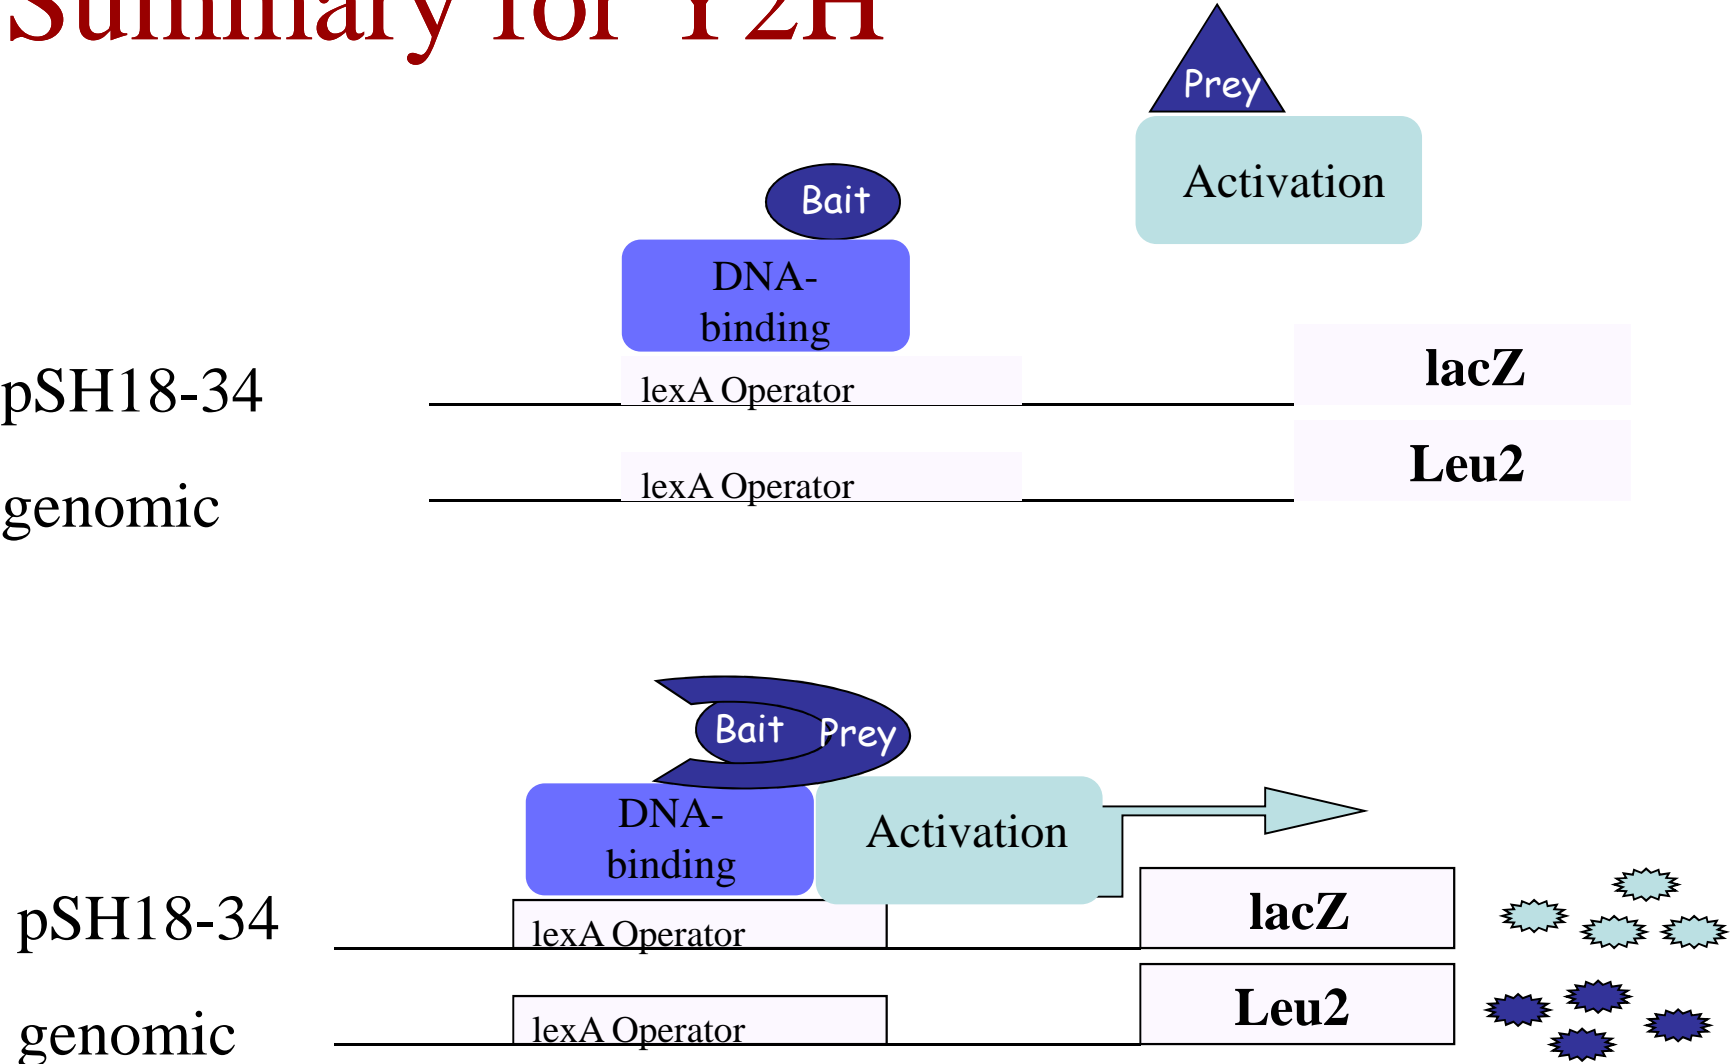 Summary for Y2H
Prey
Activation
Bait
DNA-
binding
pSH18-34
lexA Operator
lacZ
genomic
lexA Operator
Leu2
Bait Prey
DNA-
binding
Activation
pSH18-34
lexA Operator
lacZ
genomic
lexA Operator
Leu2